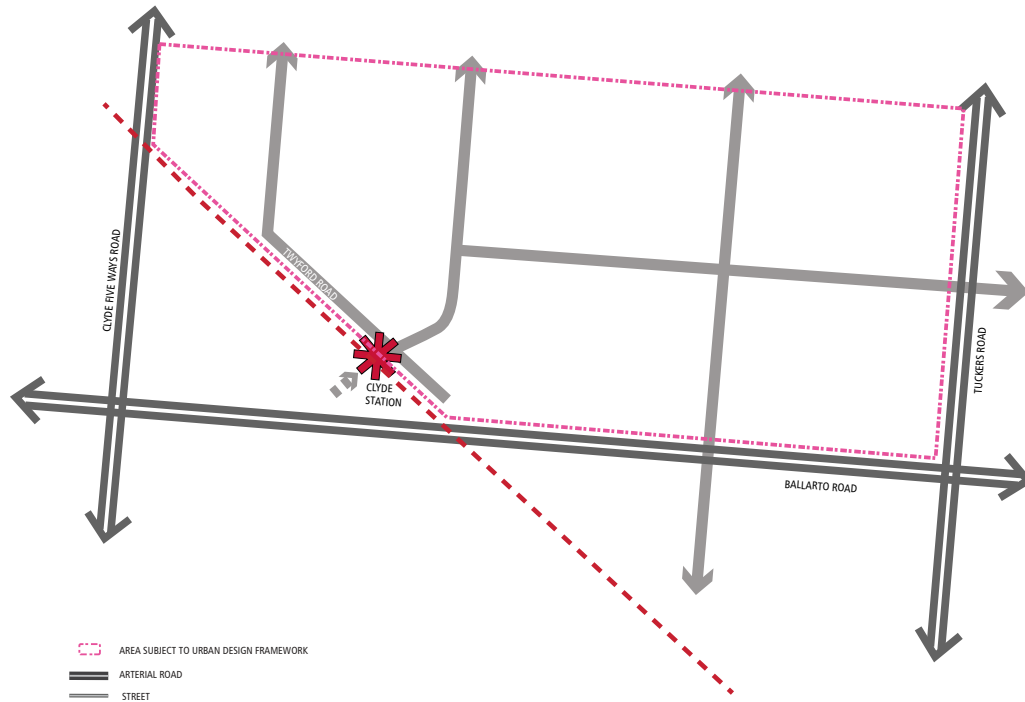 TWYFORD ROAD
CLYDE FIVE WAYS ROAD
TUCKERS ROAD
CLYDE
STATION
BALLARTO ROAD
AREA SUBJECT TO URBAN DESIGN FRAMEWORK
ARTERIAL ROAD
STREET